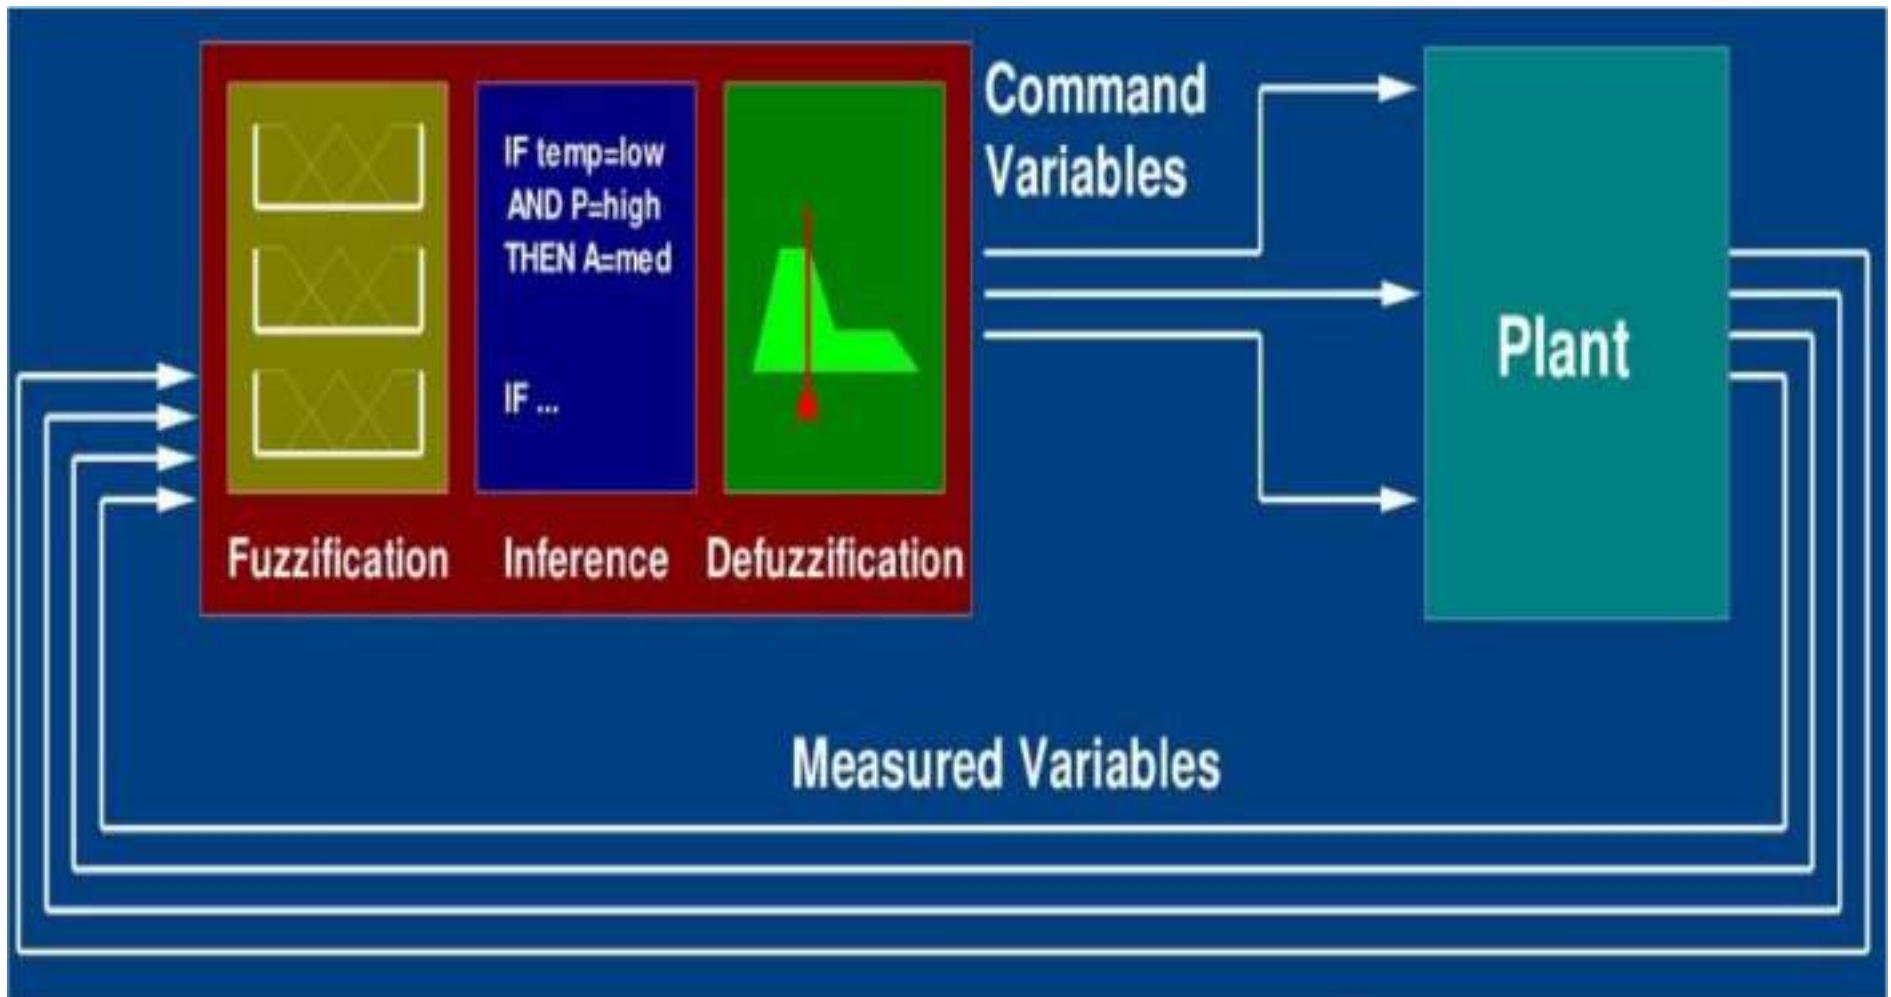 IF temp=low
AND P=high
THEN A=med
IF ...
Fuzzification
Inference
Defuzzification
Command
Variables
Plant
Measured Variables